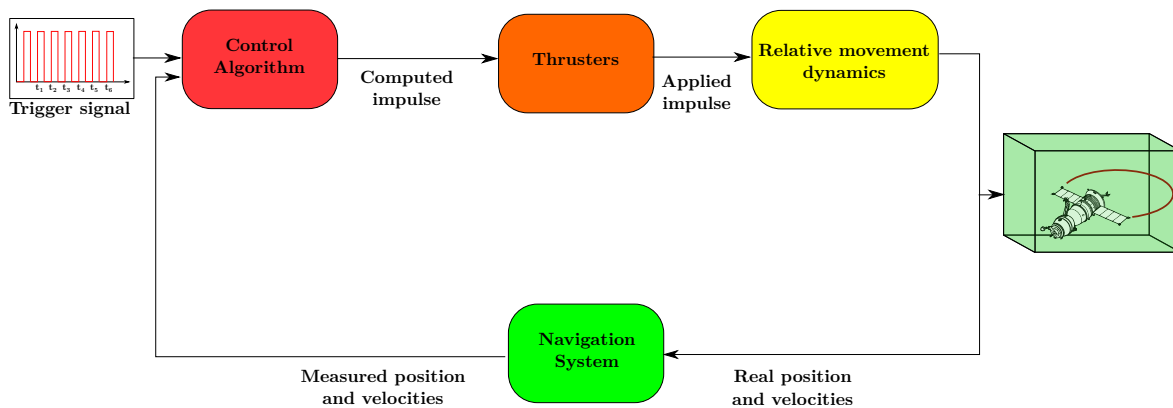 t₁ t₂ t₃ t₄ t₅ t₆
Trigger signal
Control
Algorithm
Computed
impulse
Thrusters
Applied
impulse
Relative movement
dynamics
Navigation
System
Measured position
and velocities
Real position
and velocities